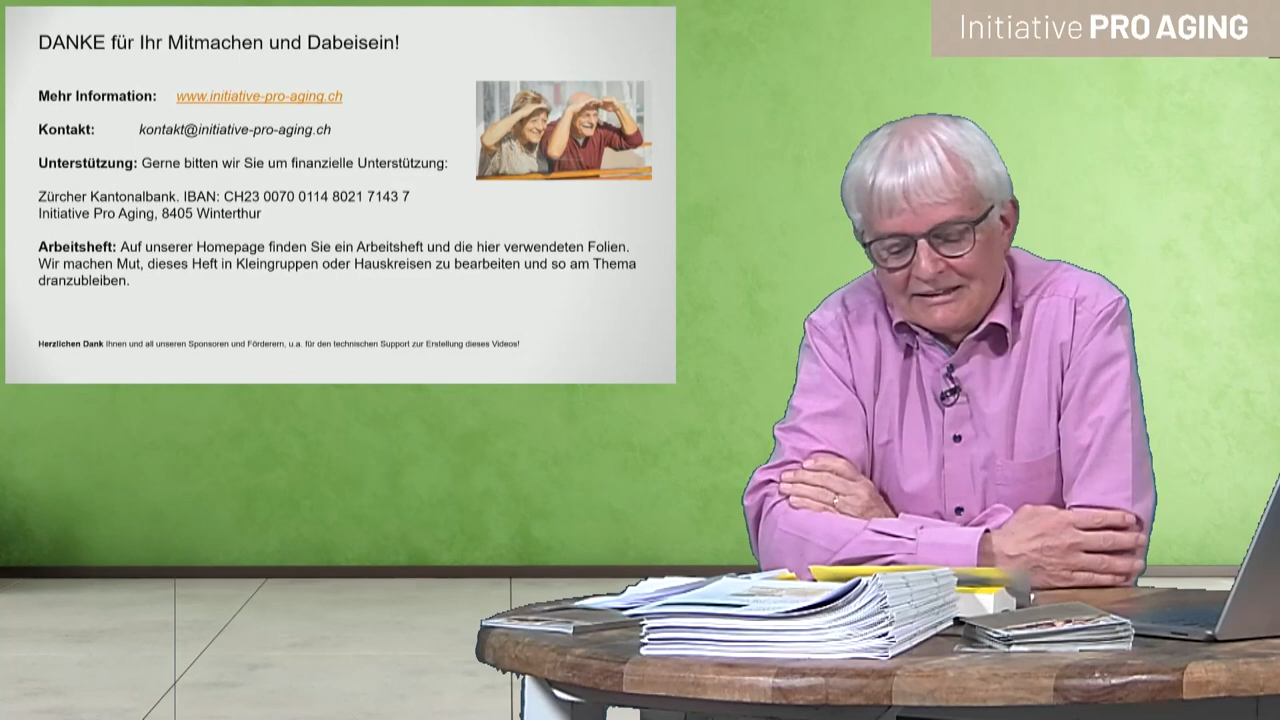 Initiative PRO AGING
DANKE für Ihr Mitmachen und Dabeisein!
Mehr Information: www.initiative-pro-aging.ch
Kontakt: kontakt@initiative-pro-aging.ch
Unterstützung: Gerne bitten wir Sie um finanzielle Unterstützung:
Zürcher Kantonalbank. IBAN: CH23 0070 0114 8021 7143 7
Initiative Pro Aging, 8405 Winterthur
Arbeitsheft: Auf unserer Homepage finden Sie ein Arbeitsheft und die hier verwendeten Folien.
Wir machen Mut, dieses Heft in Kleingruppen oder Hauskreisen zu bearbeiten und so am Thema
dranzubleiben.
Herzlichen Dank Ihnen und all unseren Sponsoren und Förderern, u.a. für den technischen Support zur Erstellung dieses Videos!